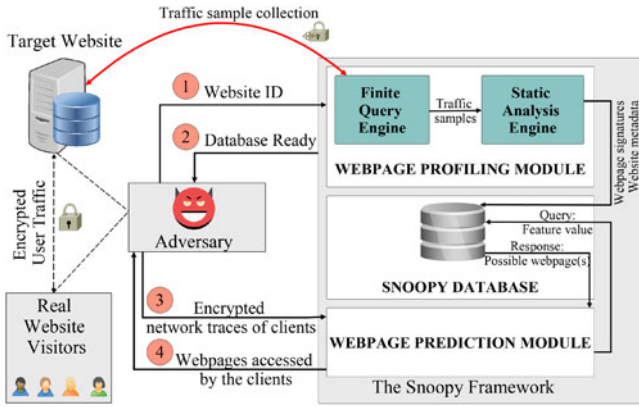 Traffic sample collection
Target Website
1 Website ID
2 Database Ready
Finite
Query
Engine
Traffic
samples
Static
Analysis
Engine
WEBPAGE PROFILING MODULE
Webpage signatures
Website metadata
Encrypted
User Traffic
Adversary
Query:
Feature value
Response:
Possible webpage(s)
SNOOPY DATABASE
Real
Website
Visitors
3 Encrypted
network traces of clients
4 Webpages accessed
by the clients
WEBPAGE PREDICTION MODULE
The Snoopy Framework